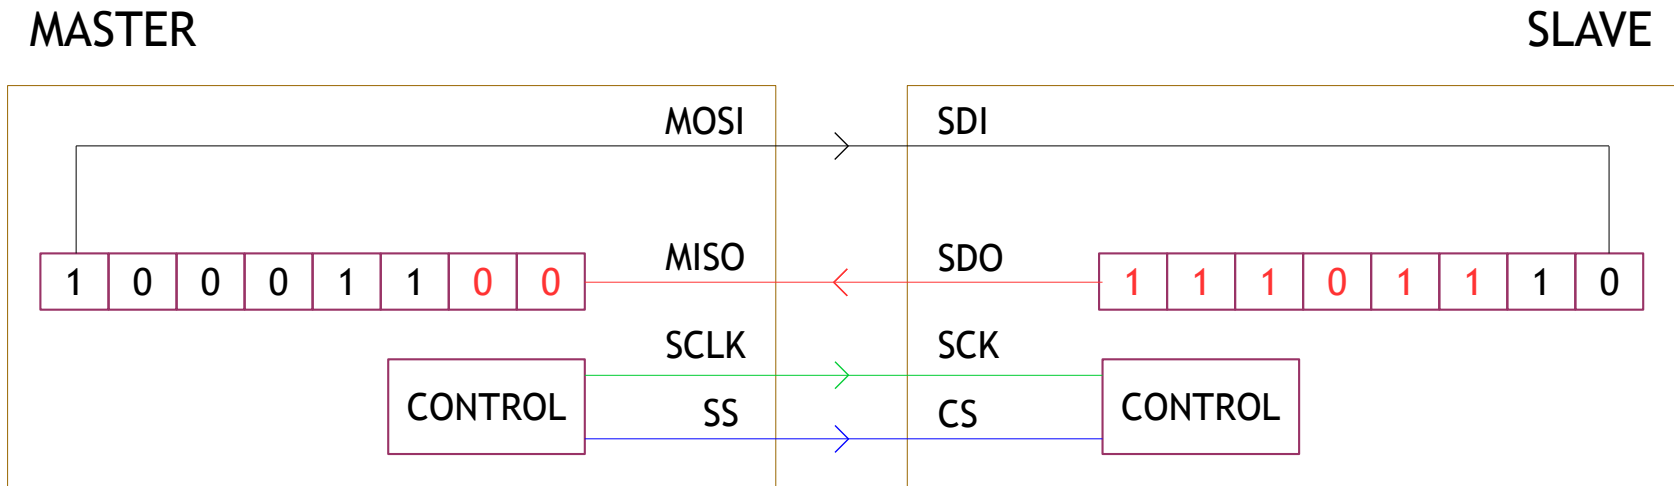 MASTER SLAVE
MOSI SDI
1 0 0 0 1 1 0 0 MISO SDO 1 1 1 0 1 1 1 0
SCLK SCK
CONTROL CONTROL
SS CS